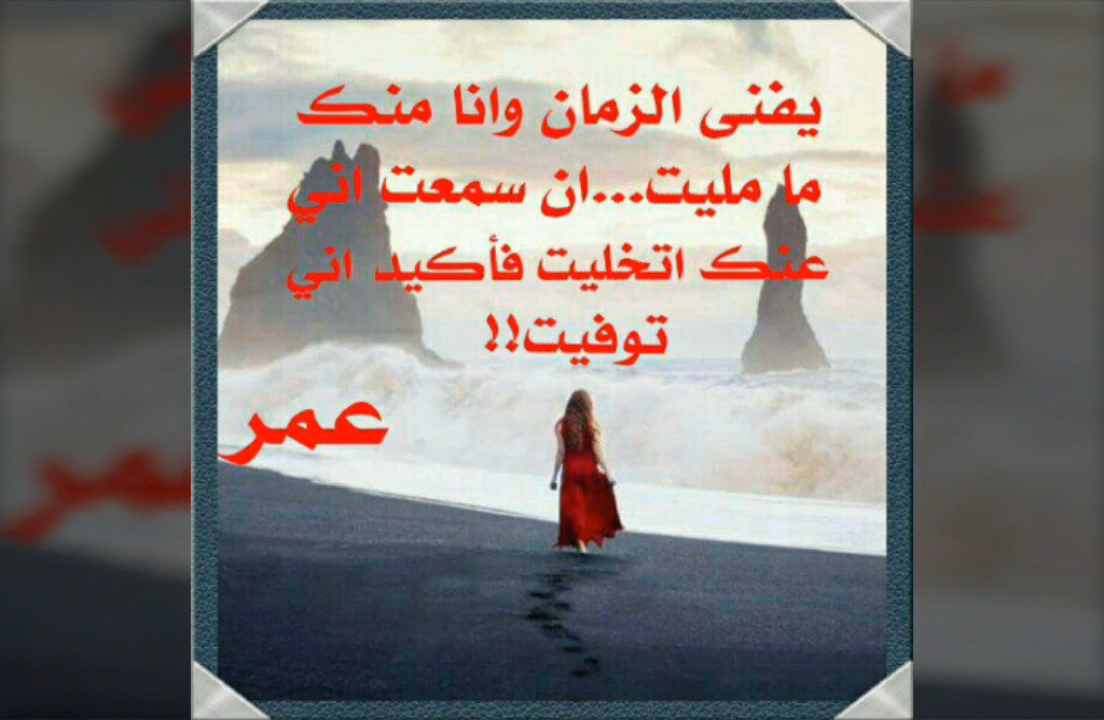 يفنى الزمان وانا منك
ما مليت...ان سمعت اني
عنك اتخليت فأكيد اني
توفيت!!
عمر